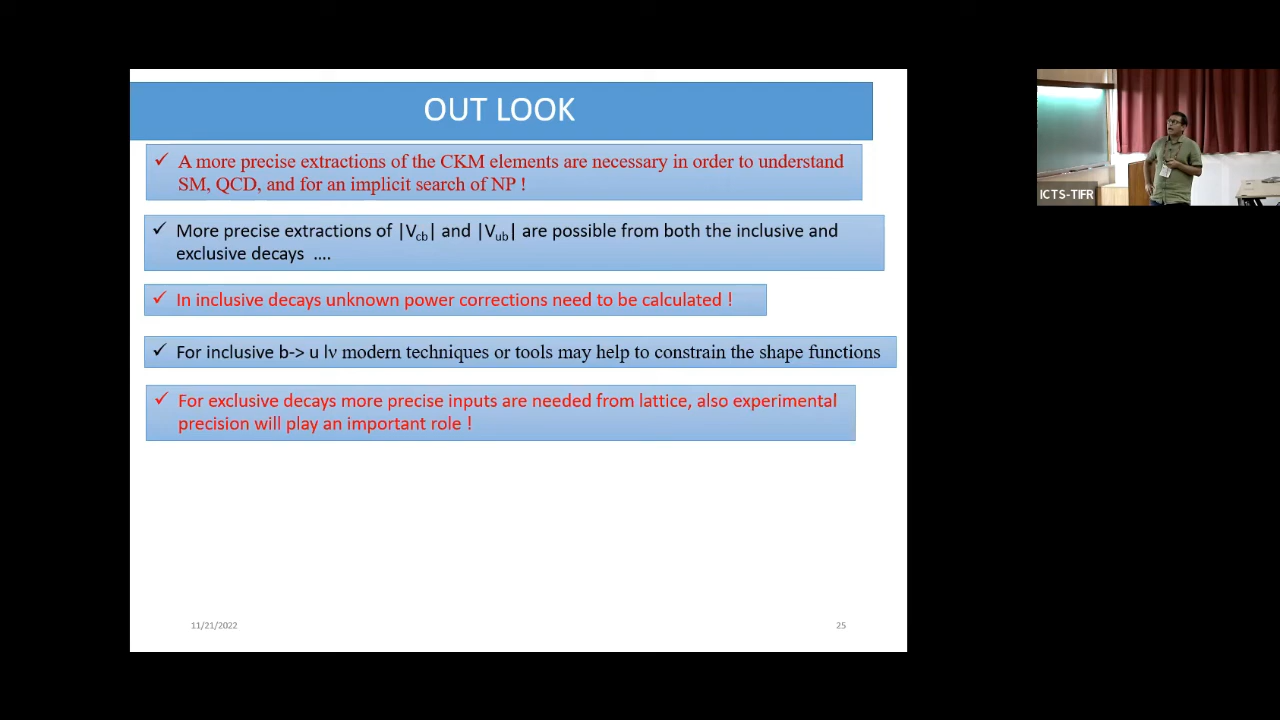 OUT LOOK
✓ A more precise extractions of the CKM elements are necessary in order to understand
SM, QCD, and for an implicit search of NP !
✓ More precise extractions of |Vcb| and |Vub| are possible from both the inclusive and
exclusive decays ....
✓ In inclusive decays unknown power corrections need to be calculated !
✓ For inclusive b-> u lν modern techniques or tools may help to constrain the shape functions
✓ For exclusive decays more precise inputs are needed from lattice, also experimental
precision will play an important role !
11/21/2022
25
ICTS-TIFR